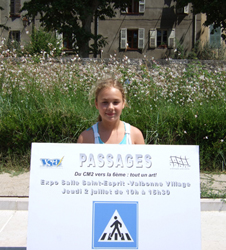 PASSAGES
Du CM2 vers la 6ème : tout un art!
Expo Salle Saint-Esprit -Valbonne Village
Jeudi 2 juillet de 10h à 18h30